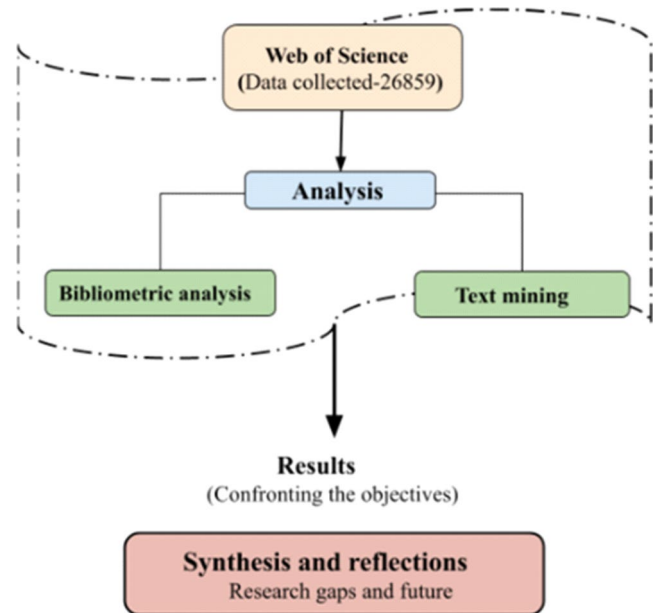 Web of Science
(Data collected-26859)
Analysis
Bibliometric analysis
Text mining
Results
(Confronting the objectives)
Synthesis and reflections
Research gaps and future